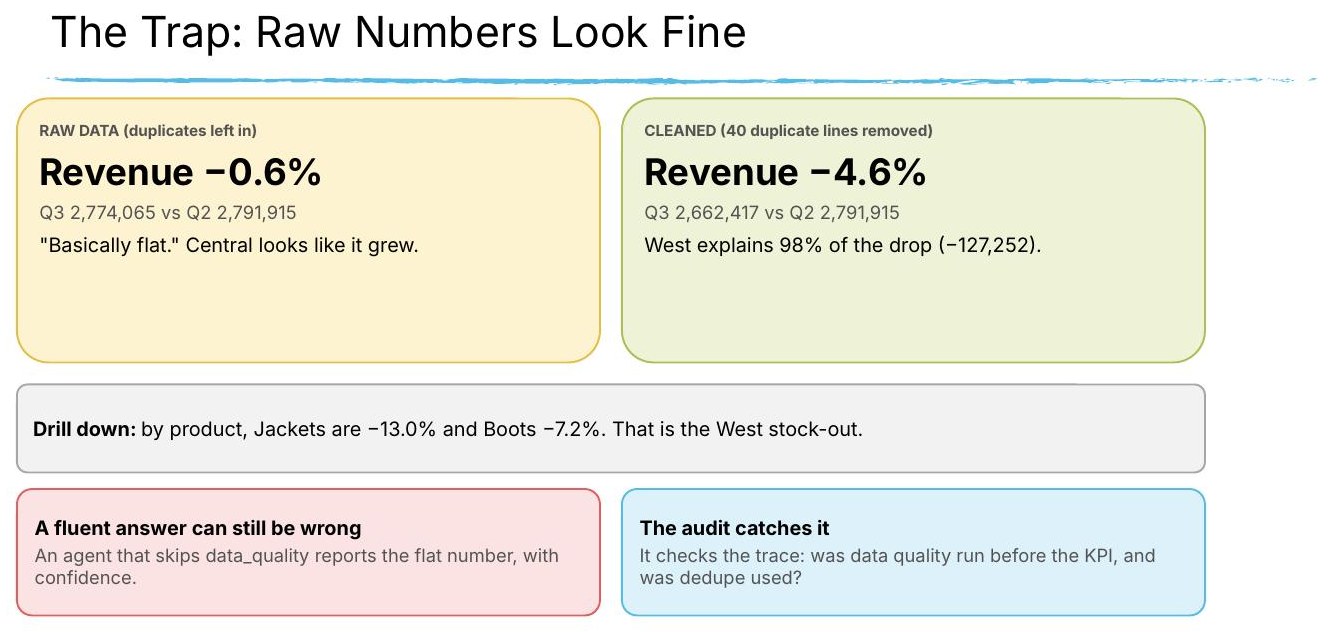 The Trap: Raw Numbers Look Fine
RAW DATA (duplicates left in)
Revenue −0.6%
Q3 2,774,065 vs Q2 2,791,915
"Basically flat." Central looks like it grew.
CLEANED (40 duplicate lines removed)
Revenue −4.6%
Q3 2,662,417 vs Q2 2,791,915
West explains 98% of the drop (−127,252).
Drill down: by product, Jackets are −13.0% and Boots −7.2%. That is the West stock-out.
A fluent answer can still be wrong
An agent that skips data_quality reports the flat number, with
confidence.
The audit catches it
It checks the trace: was data quality run before the KPI, and
was dedupe used?